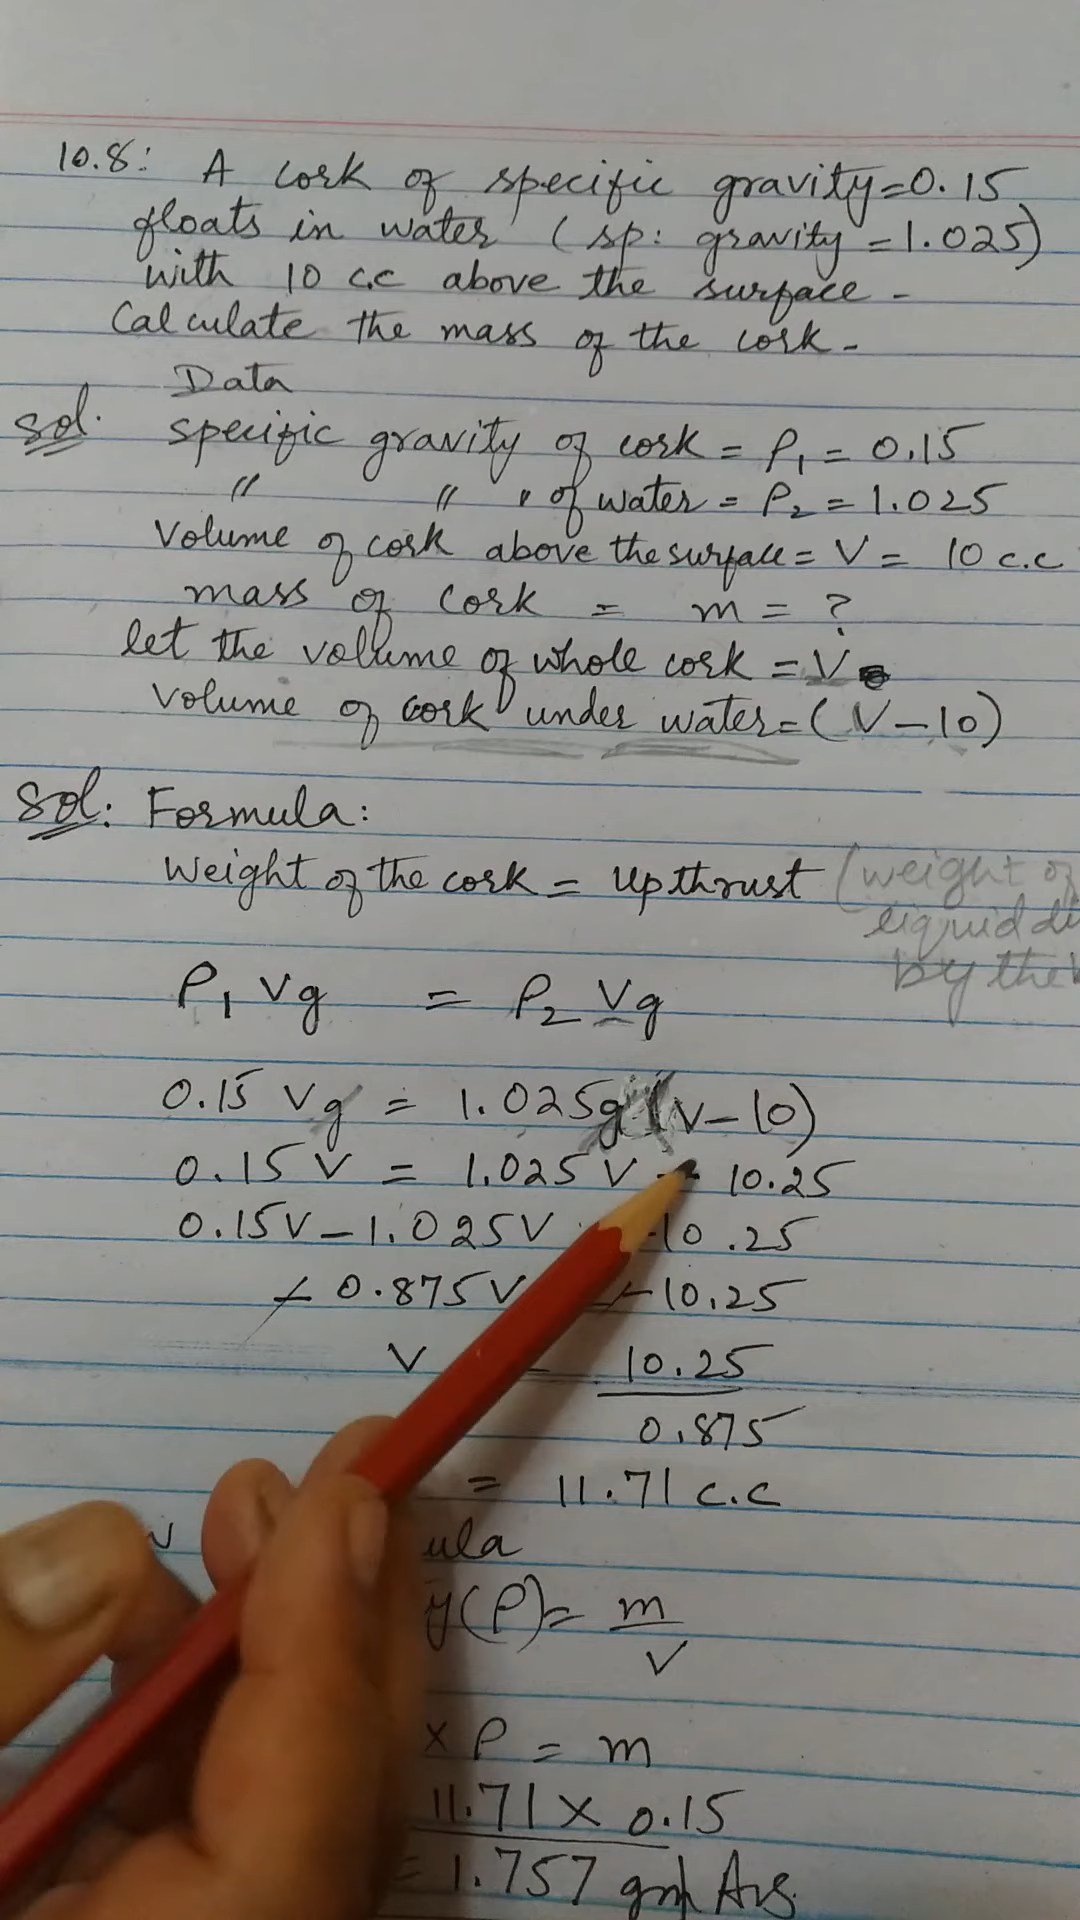 10.8: A cork of specific gravity=0.15
floats in water (sp: gravity =1.025)
with 10 c.c above the surface -
Calculate the mass of the cork-
Data
Sol. specific gravity of cork = ρ₁ = 0.15
" " " of water = ρ₂ = 1.025
Volume of cork above the surface = V = 10 c.c
mass of cork = m = ?
let the volume of whole cork = V
Volume of cork under water=(V-10)
Sol: Formula:
Weight of the cork = Upthrust (weight of
liquid di
by the
ρ₁ Vg = ρ₂ Vg
0.15 Vg = 1.025g (V-10)
0.15 V = 1.025 V - 10.25
0.15V-1.025V -10.25
- 0.875V -10.25
V 10.25
0.875
= 11.71 c.c
ula
y(ρ)= m
V
x ρ = m
11.71 x 0.15
= 1.757 gm Ans.